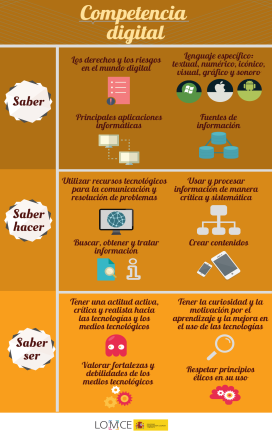 Competencia
digital
Saber
Los derechos y los riesgos
en el mundo digital
Lenguaje específico:
textual, numérico, icónico,
visual, gráfico y sonoro
Principales aplicaciones
informáticas
Fuentes de
información
Saber
hacer
Utilizar recursos tecnológicos
para la comunicación y
resolución de problemas
Usar y procesar
información de manera
crítica y sistemática
Buscar, obtener y tratar
información
Crear contenidos
Saber
ser
Tener una actitud activa,
crítica y realista hacia
las tecnologías y los
medios tecnológicos
Tener la curiosidad y la
motivación por el
aprendizaje y la mejora en
el uso de las tecnologías
Valorar fortalezas y
debilidades de los
medios tecnológicos
Respetar principios
éticos en su uso
LOMCE